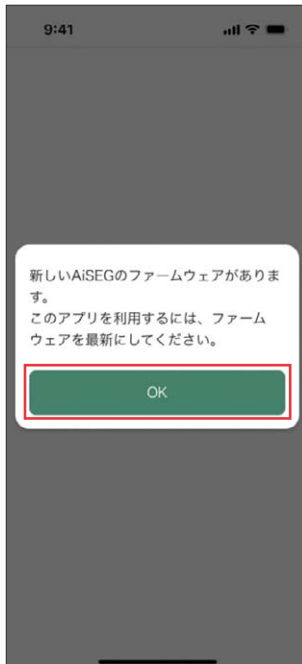 9:41
新しいAiSEGのファームウェアがありま
す。
このアプリを利用するには、ファーム
ウェアを最新にしてください。
OK